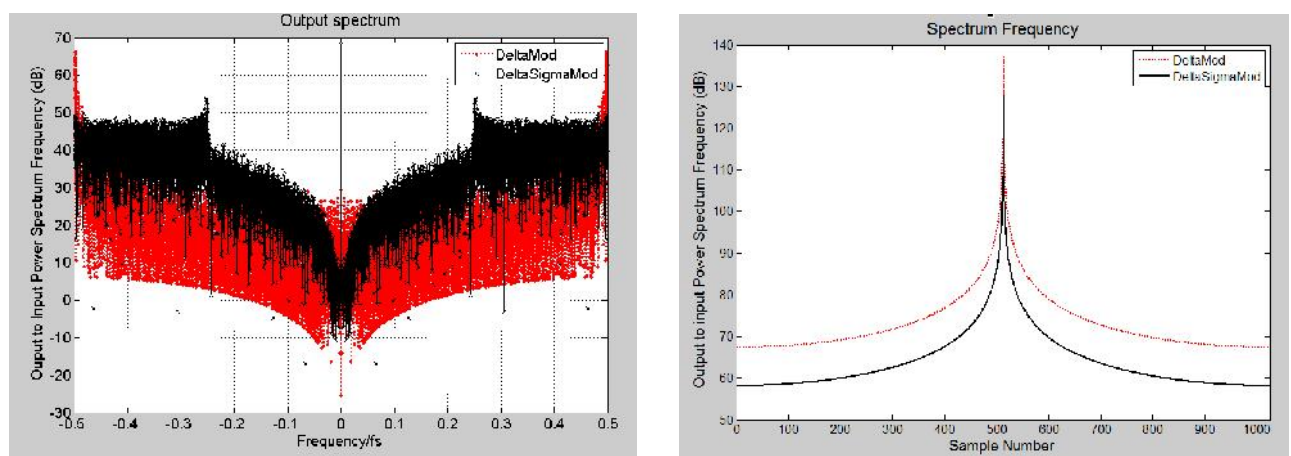 Output spectrum
Ouput to Input Power Spectrum Frequency (dB)
70
60
50
40
30
20
10
0
-10
-20
-30
DeltaMod
DeltaSigmaMod
-0.5 -0.4 -0.3 -0.2 -0.1 0 0.1 0.2 0.3 0.4 0.5
Frequency/fs
Spectrum Frequency
Output to input Power Spectrum Frequency (dB)
140
130
120
110
100
90
80
70
60
50
DeltaMod
DeltaSigmaMod
0 100 200 300 400 500 600 700 800 900 1000
Sample Number